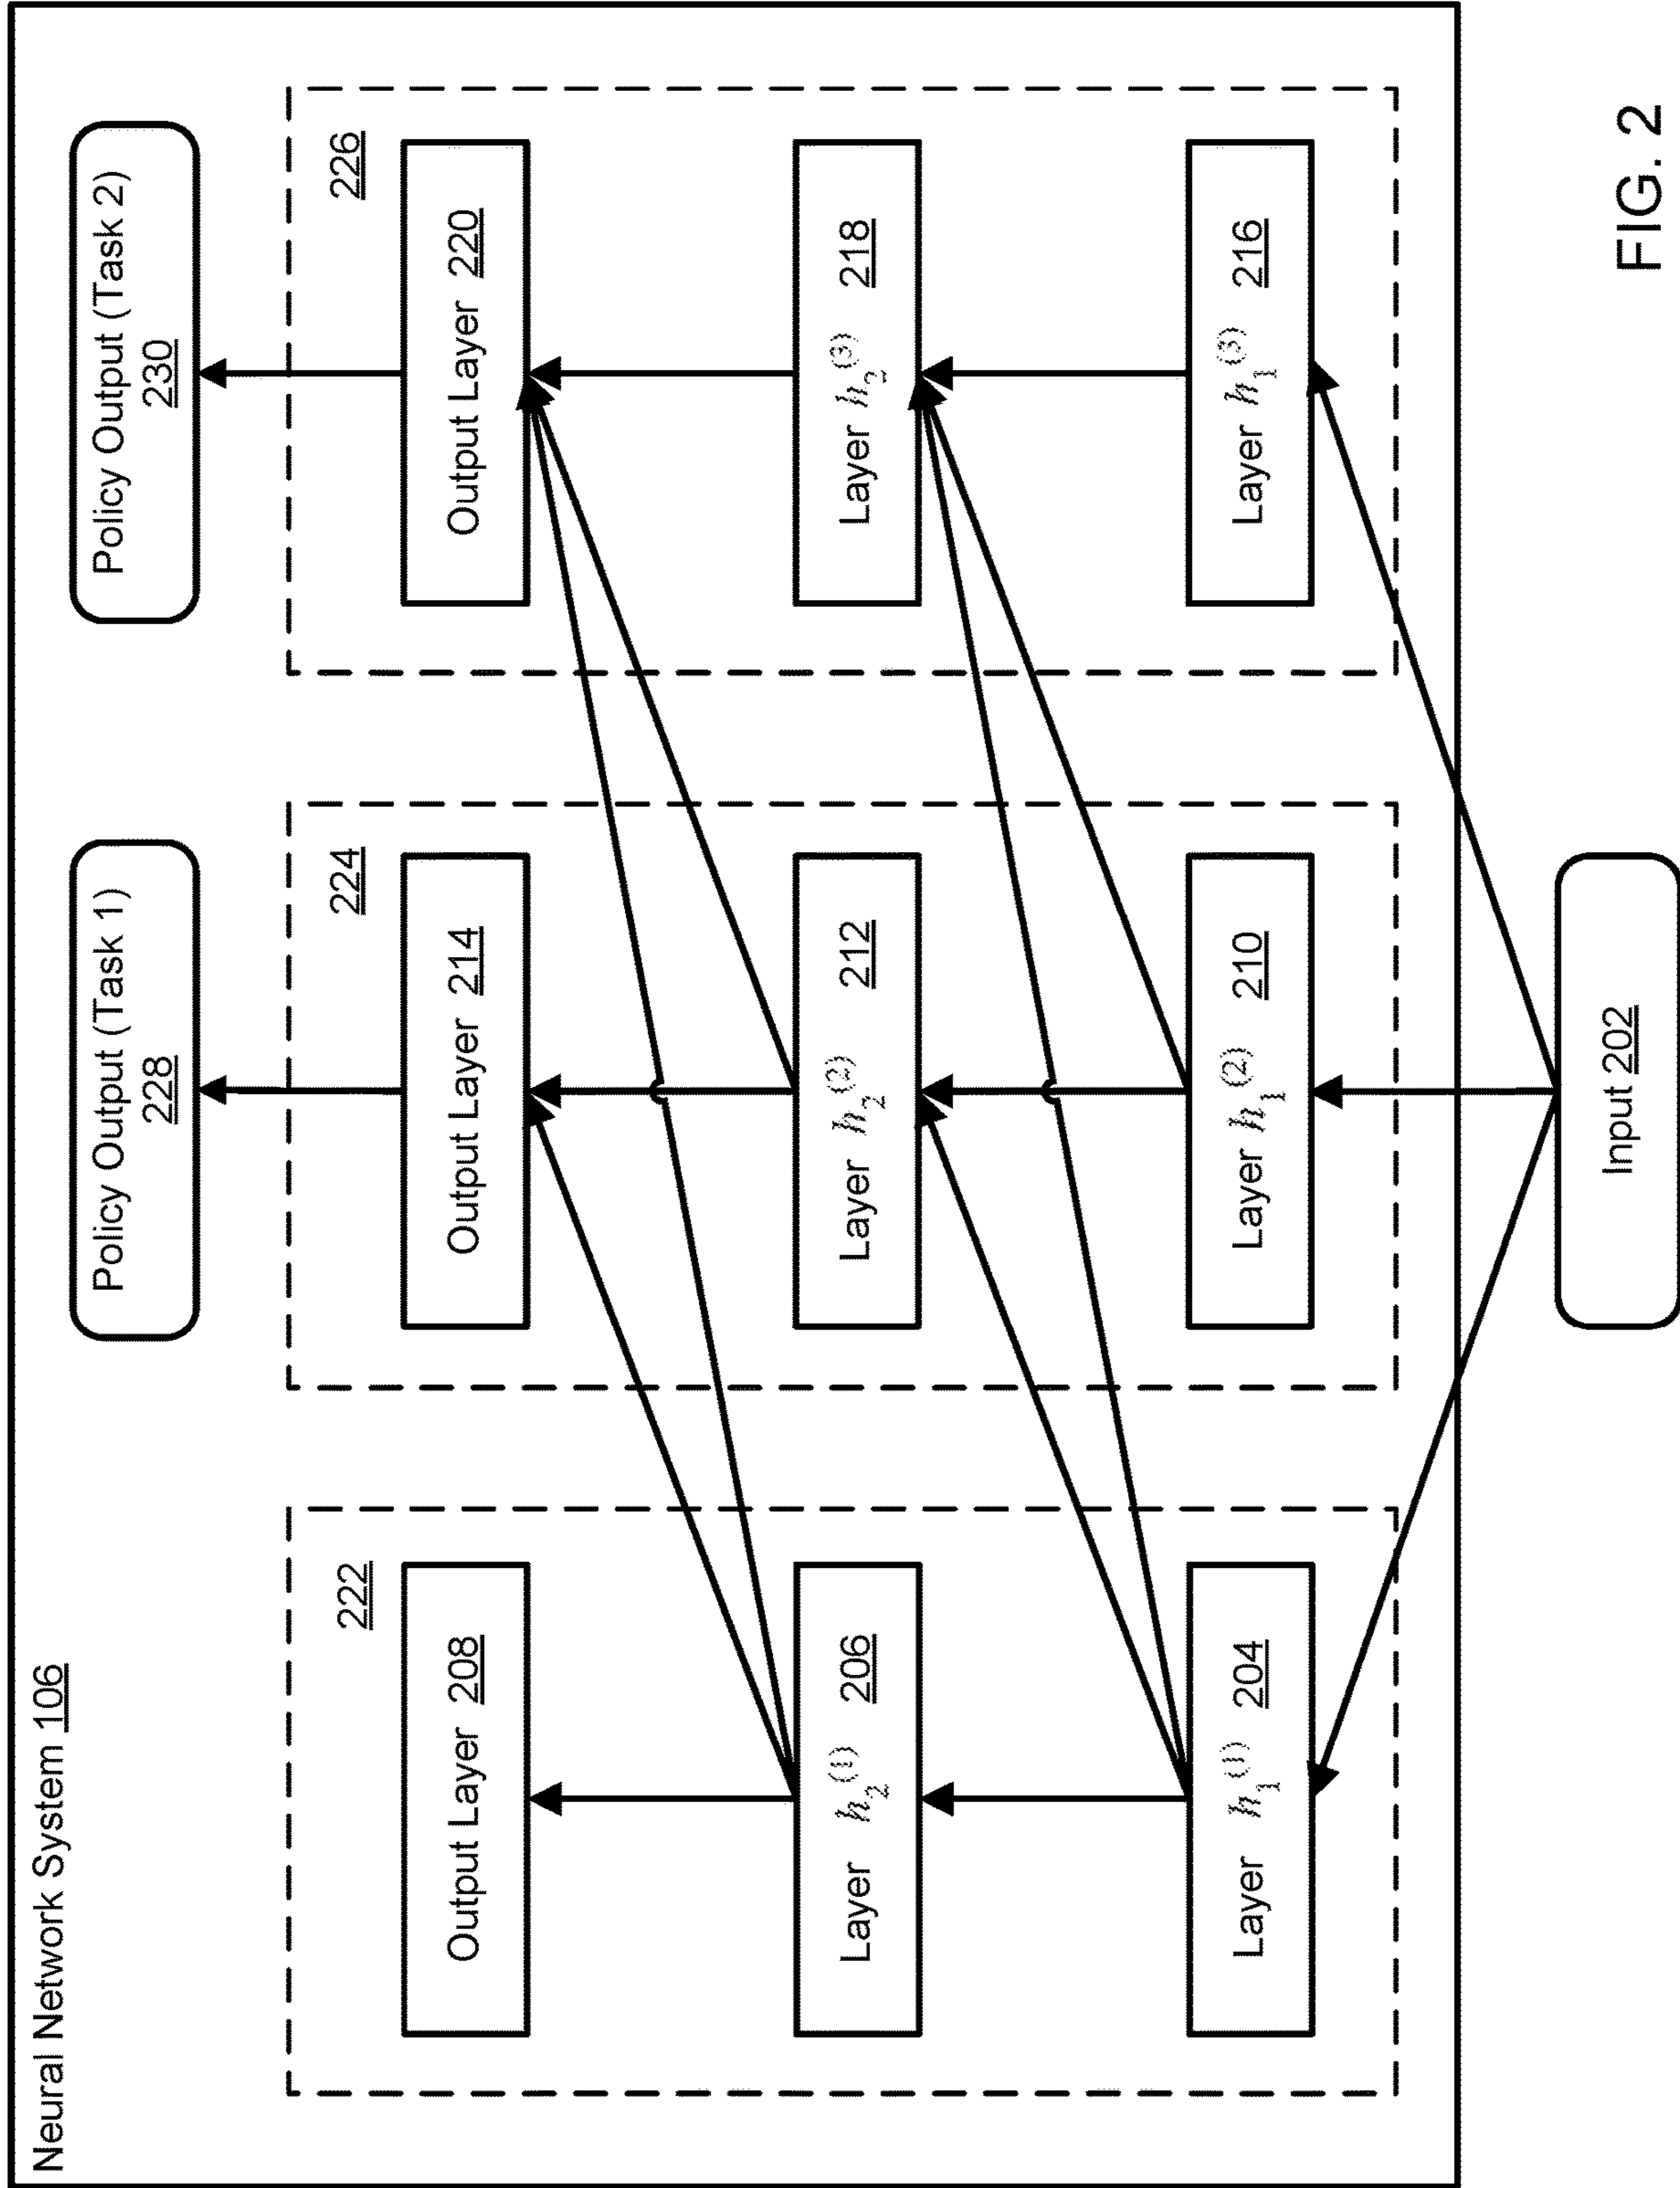 Neural Network System 106
Policy Output (Task 1)
228
Policy Output (Task 2)
230
222
224
226
Output Layer 208
Output Layer 214
Output Layer 220
Layer h₂⁽¹⁾ 206
Layer h₂⁽²⁾ 212
Layer h₂⁽³⁾ 218
Layer h₁⁽¹⁾ 204
Layer h₁⁽²⁾ 210
Layer h₁⁽³⁾ 216
Input 202
FIG. 2